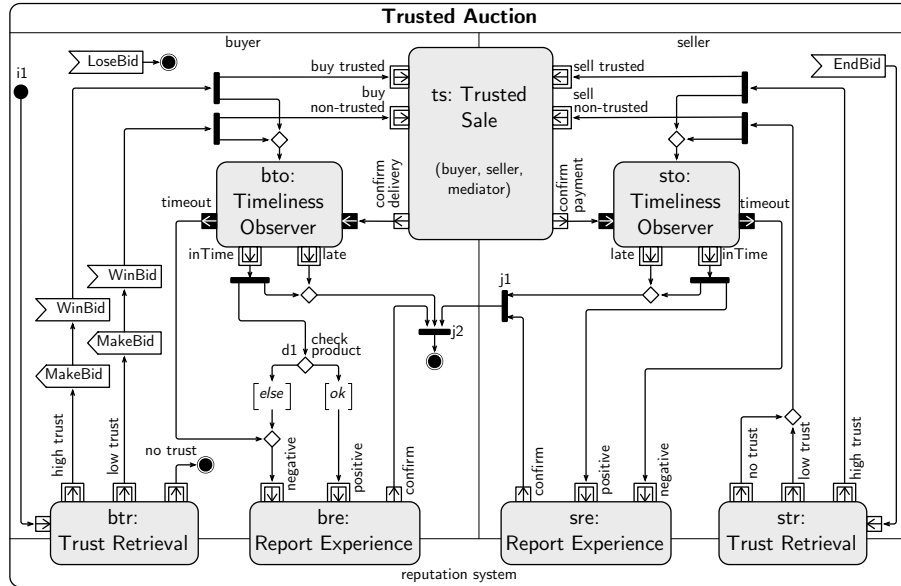 Trusted Auction
buyer
seller
LoseBid
EndBid
i1
buy trusted
sell trusted
buy
non-trusted
sell
non-trusted
ts: Trusted
Sale
(buyer, seller,
mediator)
bto:
Timeliness
Observer
sto:
Timeliness
Observer
timeout
confirm
delivery
confirm
payment
timeout
inTime
late
late
inTime
WinBid
WinBid
j1
j2
MakeBid
MakeBid
check
product
d1
[else]
[ok]
high trust
low trust
no trust
negative
positive
confirm
confirm
positive
negative
no trust
low trust
high trust
btr:
Trust Retrieval
bre:
Report Experience
sre:
Report Experience
str:
Trust Retrieval
reputation system